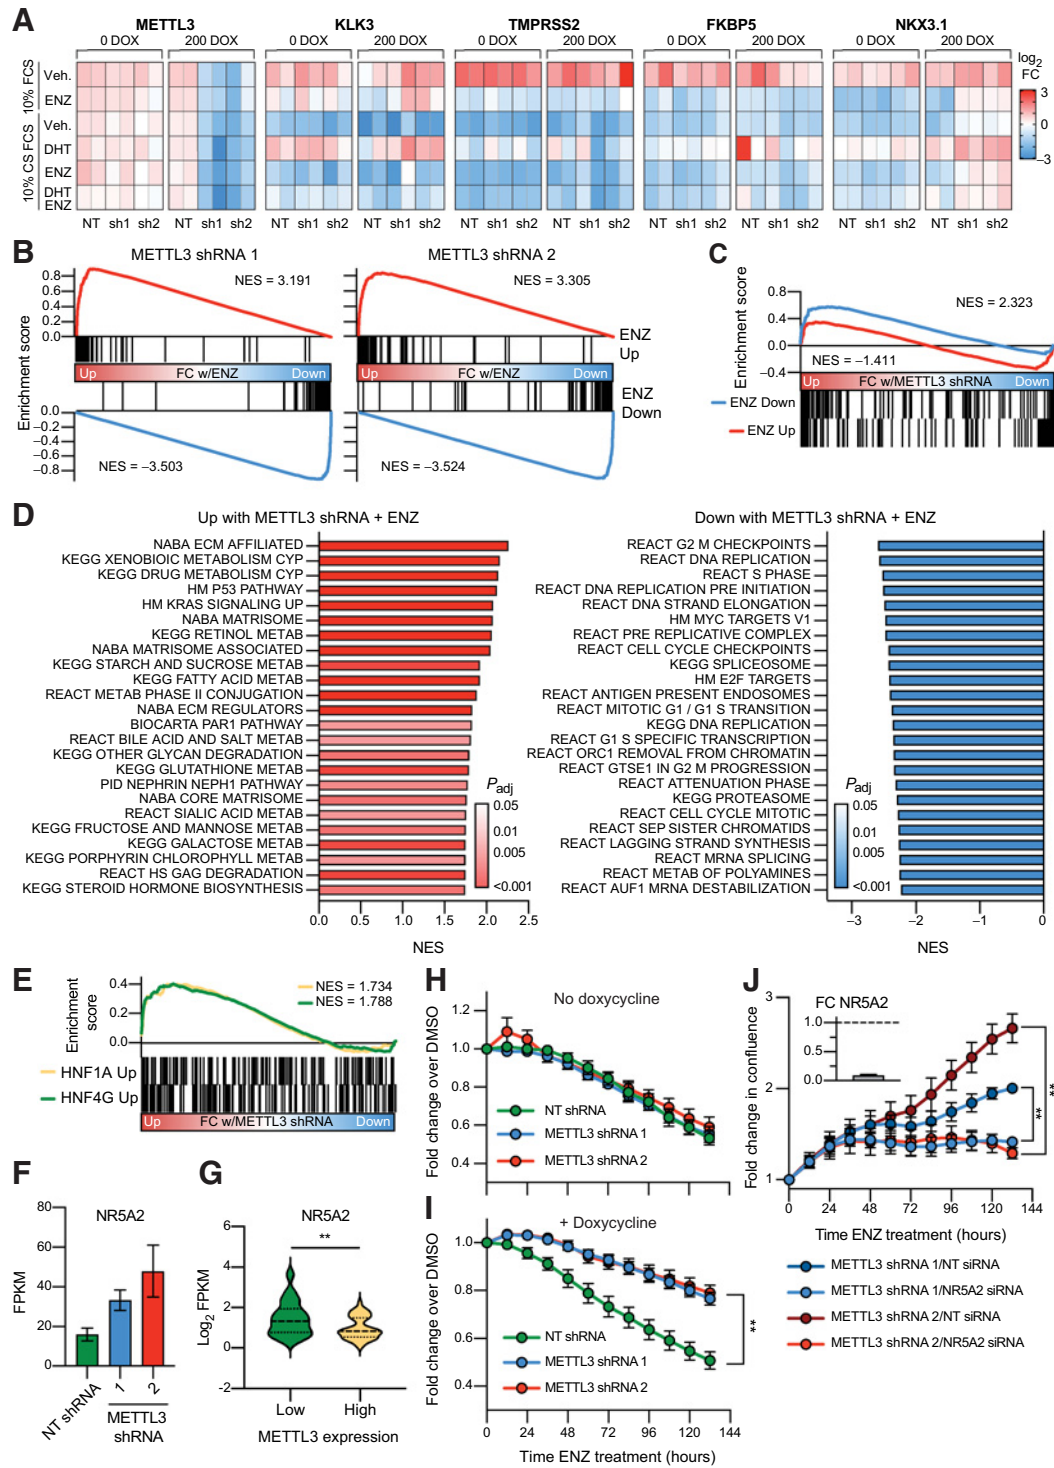 A
METTL3 KLK3 TMPRSS2 FKBP5 NKX3.1
0 DOX 200 DOX 0 DOX 200 DOX 0 DOX 200 DOX 0 DOX 200 DOX 0 DOX 200 DOX
log2 FC
3
−3
10% FCS
Veh.
ENZ
10% CS FCS
Veh.
DHT
ENZ
DHT
ENZ
NT sh1 sh2 NT sh1 sh2 NT sh1 sh2 NT sh1 sh2 NT sh1 sh2 NT sh1 sh2 NT sh1 sh2 NT sh1 sh2 NT sh1 sh2 NT sh1 sh2
B
METTL3 shRNA 1 METTL3 shRNA 2
Enrichment score
0.8
0.6
0.4
0.2
0.0
NES = 3.191 NES = 3.305
ENZ
Up
Up FC w/ENZ Down Up FC w/ENZ Down
ENZ
Down
0.0
−0.2
−0.4
−0.6
−0.8
NES = −3.503 NES = −3.524
C
Enrichment score
0.8
0.4
0.0
−0.4
NES = 2.323
NES = −1.411
Up FC w/METTL3 shRNA Down
ENZ Down
ENZ Up
D
Up with METTL3 shRNA + ENZ
NABA ECM AFFILIATED
KEGG XENOBIOIC METABOLISM CYP
KEGG DRUG METABOLISM CYP
HM P53 PATHWAY
HM KRAS SIGNALING UP
NABA MATRISOME
KEGG RETINOL METAB
NABA MATRISOME ASSOCIATED
KEGG STARCH AND SUCROSE METAB
KEGG FATTY ACID METAB
REACT METAB PHASE II CONJUGATION
NABA ECM REGULATORS
BIOCARTA PAR1 PATHWAY
REACT BILE ACID AND SALT METAB
KEGG OTHER GLYCAN DEGRADATION
KEGG GLUTATHIONE METAB
PID NEPHRIN NEPH1 PATHWAY
NABA CORE MATRISOME
REACT SIALIC ACID METAB
KEGG FRUCTOSE AND MANNOSE METAB
KEGG GALACTOSE METAB
KEGG PORPHYRIN CHLOROPHYLL METAB
REACT HS GAG DEGRADATION
KEGG STEROID HORMONE BIOSYNTHESIS
Padj
0.05
0.01
0.005
<0.001
0.0 0.5 1.0 1.5 2.0 2.5
NES
Down with METTL3 shRNA + ENZ
REACT G2 M CHECKPOINTS
REACT DNA REPLICATION
REACT S PHASE
REACT DNA REPLICATION PRE INITIATION
REACT DNA STRAND ELONGATION
HM MYC TARGETS V1
REACT PRE REPLICATIVE COMPLEX
REACT CELL CYCLE CHECKPOINTS
KEGG SPLICEOSOME
HM E2F TARGETS
REACT ANTIGEN PRESENT ENDOSOMES
REACT MITOTIC G1 / G1 S TRANSITION
KEGG DNA REPLICATION
REACT G1 S SPECIFIC TRANSCRIPTION
REACT ORC1 REMOVAL FROM CHROMATIN
REACT GTSE1 IN G2 M PROGRESSION
REACT ATTENUATION PHASE
KEGG PROTEASOME
REACT CELL CYCLE MITOTIC
REACT SEP SISTER CHROMATIDS
REACT LAGGING STRAND SYNTHESIS
REACT MRNA SPLICING
REACT METAB OF POLYAMINES
REACT AUF1 MRNA DESTABILIZATION
Padj
0.05
0.01
0.005
<0.001
−3 −2 −1 0
NES
E
Enrichment score
0.4
0.2
0.0
NES = 1.734
NES = 1.788
HNF1A Up
HNF4G Up
Up FC w/METTL3 shRNA Down
F
NR5A2
FPKM
80
60
40
20
0
NT shRNA 1 2
METTL3
shRNA
G
NR5A2
**
Log2 FPKM
6
4
2
0
-2
Low High
METTL3 expression
H
No doxycycline
Fold change over DMSO
1.2
1.0
0.8
0.6
0.4
NT shRNA
METTL3 shRNA 1
METTL3 shRNA 2
I
+ Doxycycline
Fold change over DMSO
1.0
0.8
0.6
0.4
**
NT shRNA
METTL3 shRNA 1
METTL3 shRNA 2
0 24 48 72 96 120 144
Time ENZ treatment (hours)
J
Fold change in confluence
3
2
1
FC NR5A2
1.0
0.5
0.0
**
**
0 24 48 72 96 120 144
Time ENZ treatment (hours)
METTL3 shRNA 1/NT siRNA
METTL3 shRNA 1/NR5A2 siRNA
METTL3 shRNA 2/NT siRNA
METTL3 shRNA 2/NR5A2 siRNA